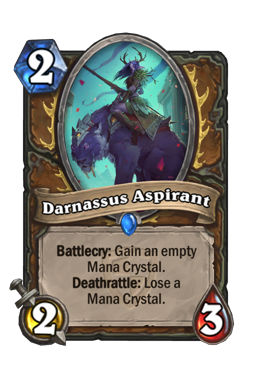 2
Darnassus Aspirant
Battlecry: Gain an empty
Mana Crystal.
Deathrattle: Lose a
Mana Crystal.
2
3